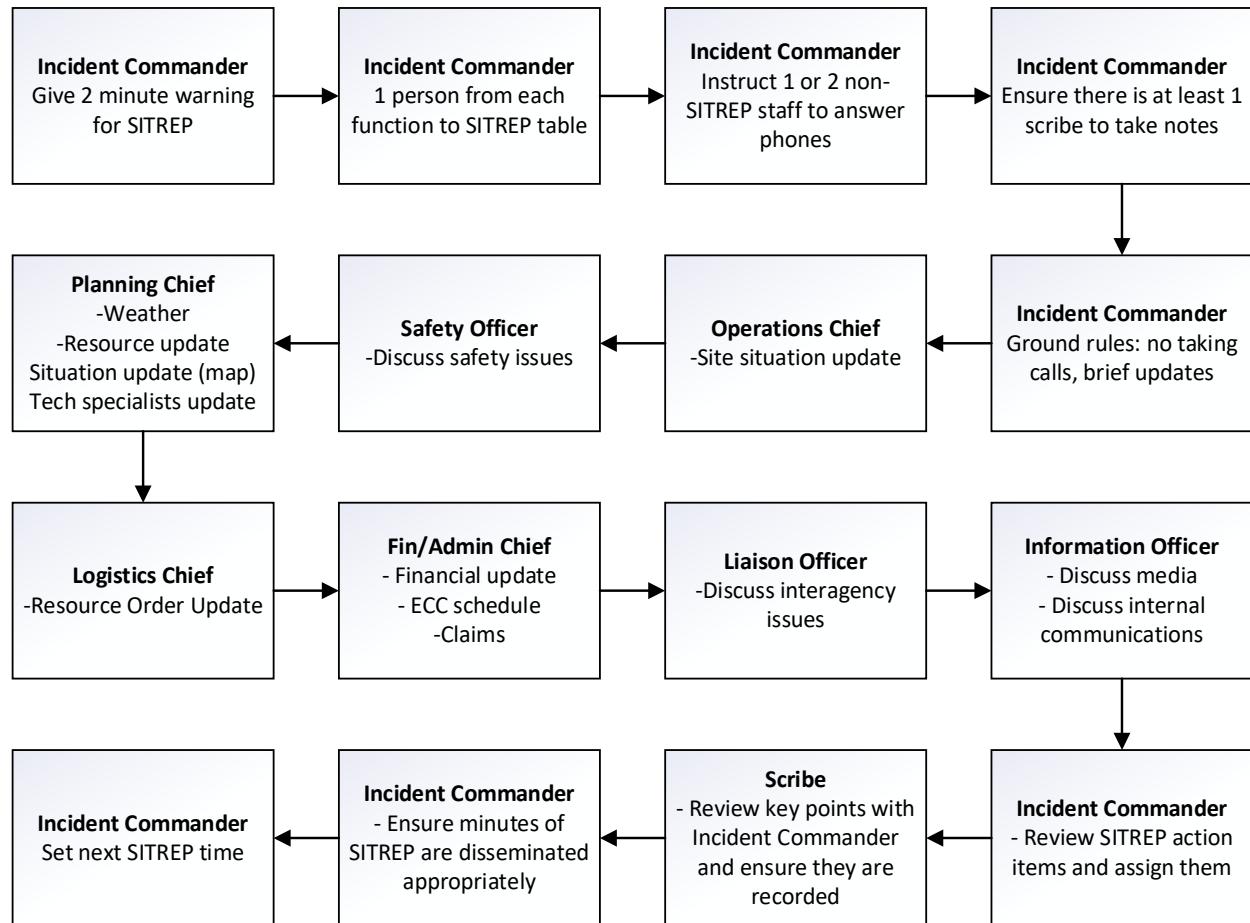 Incident Commander
Give 2 minute warning
for SITREP
Incident Commander
1 person from each
function to SITREP table
Incident Commander
Instruct 1 or 2 non-
SITREP staff to answer
phones
Incident Commander
Ensure there is at least 1
scribe to take notes
Incident Commander
Ground rules: no taking
calls, brief updates
Operations Chief
-Site situation update
Safety Officer
-Discuss safety issues
Planning Chief
-Weather
-Resource update
Situation update (map)
Tech specialists update
Logistics Chief
-Resource Order Update
Fin/Admin Chief
- Financial update
- ECC schedule
-Claims
Liaison Officer
-Discuss interagency
issues
Information Officer
- Discuss media
- Discuss internal
communications
Incident Commander
- Review SITREP action
items and assign them
Scribe
- Review key points with
Incident Commander
and ensure they are
recorded
Incident Commander
- Ensure minutes of
SITREP are disseminated
appropriately
Incident Commander
Set next SITREP time